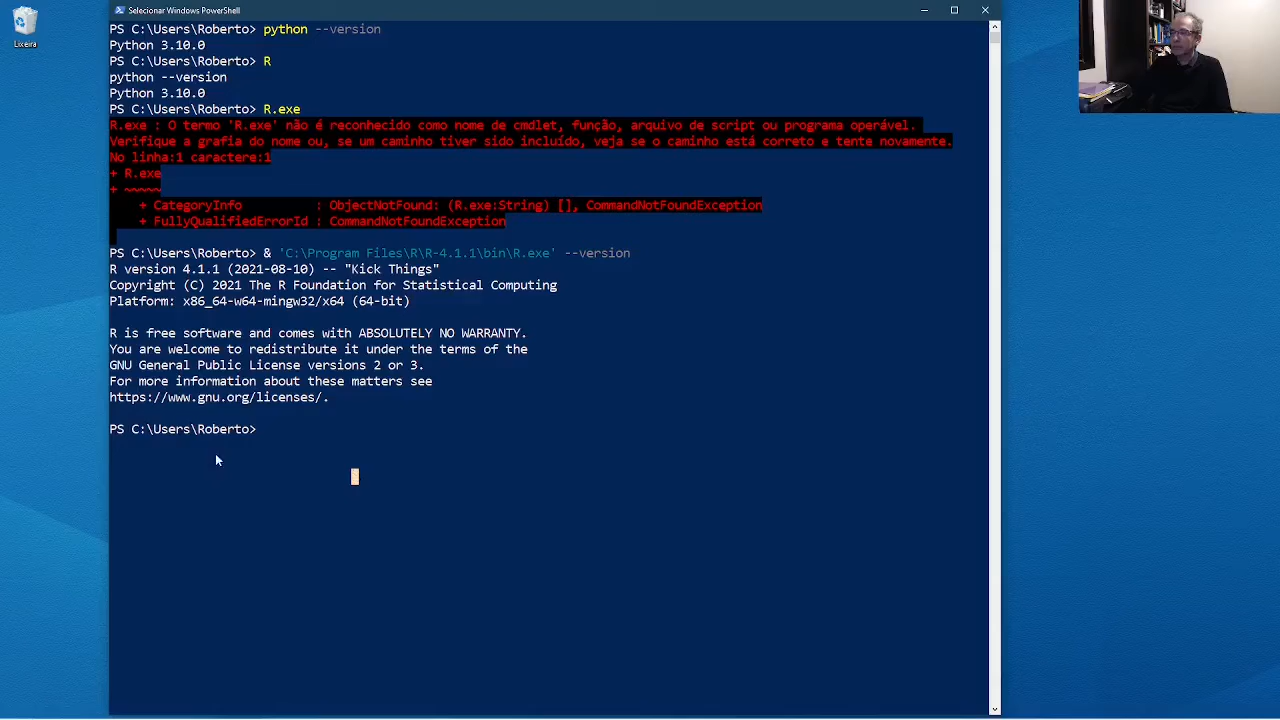 Selecionar Windows PowerShell
Lixeira
PS C:\Users\Roberto> python --version
Python 3.10.0
PS C:\Users\Roberto> R
python --version
Python 3.10.0
PS C:\Users\Roberto> R.exe
R.exe : O termo 'R.exe' não é reconhecido como nome de cmdlet, função, arquivo de script ou programa operável.
Verifique a grafia do nome ou, se um caminho tiver sido incluído, veja se o caminho está correto e tente novamente.
No linha:1 caractere:1
+ R.exe
+ ~~~~~
    + CategoryInfo          : ObjectNotFound: (R.exe:String) [], CommandNotFoundException
    + FullyQualifiedErrorId : CommandNotFoundException
PS C:\Users\Roberto> & 'C:\Program Files\R\R-4.1.1\bin\R.exe' --version
R version 4.1.1 (2021-08-10) -- "Kick Things"
Copyright (C) 2021 The R Foundation for Statistical Computing
Platform: x86_64-w64-mingw32/x64 (64-bit)
R is free software and comes with ABSOLUTELY NO WARRANTY.
You are welcome to redistribute it under the terms of the
GNU General Public License versions 2 or 3.
For more information about these matters see
https://www.gnu.org/licenses/.
PS C:\Users\Roberto>